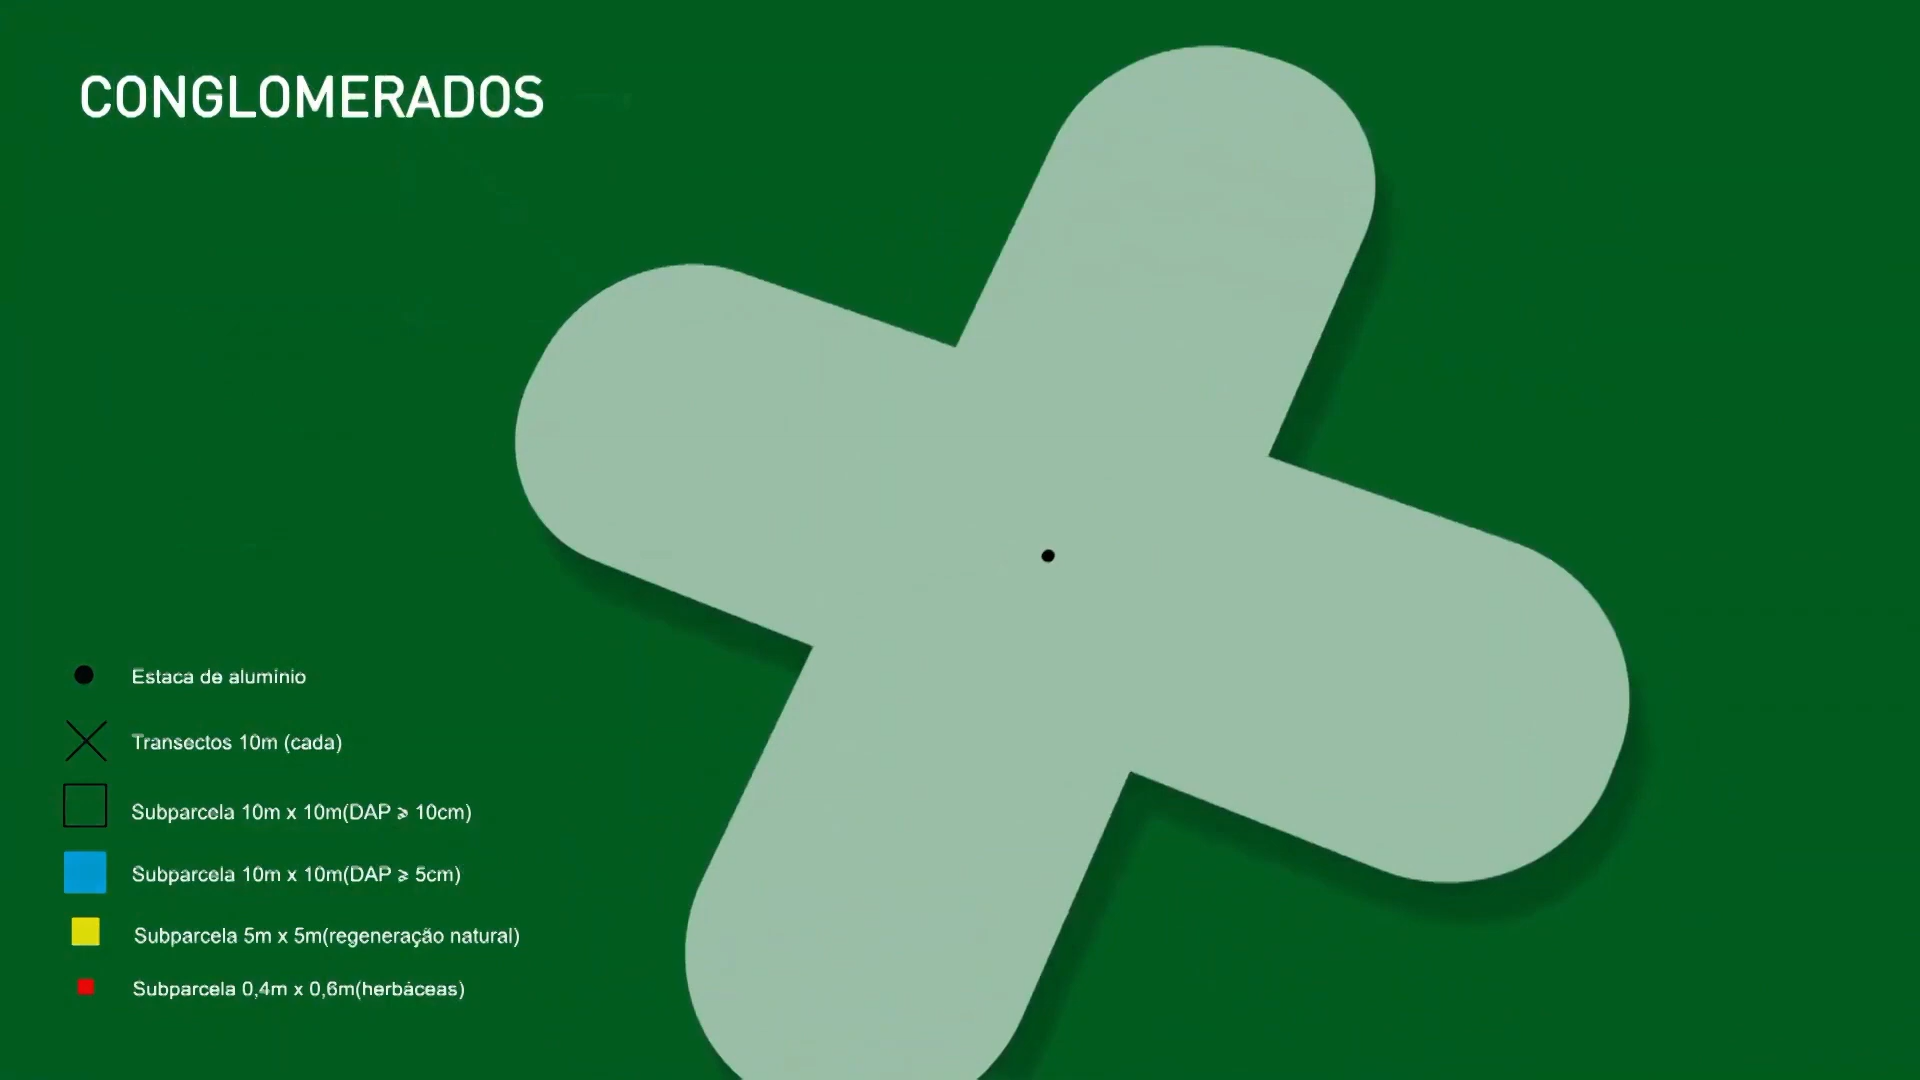 CONGLOMERADOS
Estaca de alumínio
Transectos 10m (cada)
Subparcela 10m x 10m(DAP ⩾ 10cm)
Subparcela 10m x 10m(DAP ⩾ 5cm)
Subparcela 5m x 5m(regeneração natural)
Subparcela 0,4m x 0,6m(herbáceas)